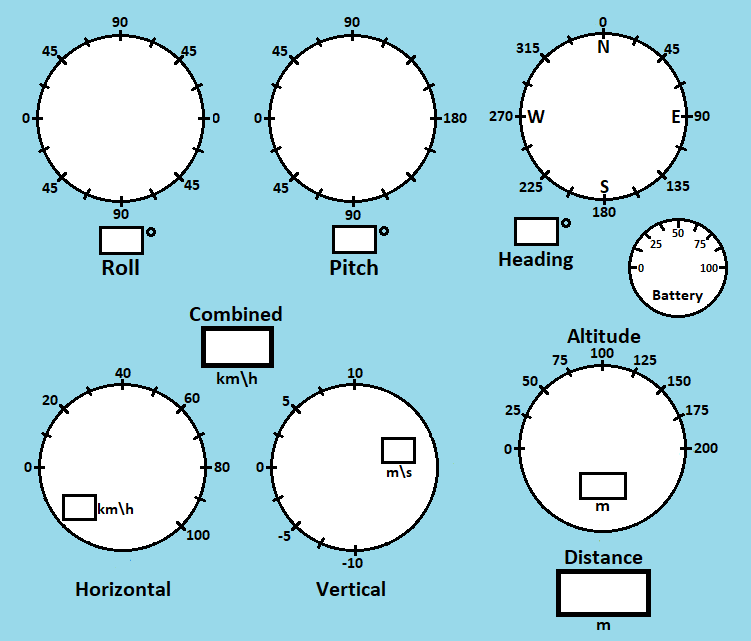 90
45
45
0
0
45
45
90
Roll
90
45
0
180
45
90
Pitch
0
N
315
45
270
W
E
90
225
135
S
180
Heading
25
50
75
0
100
Battery
Combined
km\h
40
20
60
0
80
km\h
100
Horizontal
10
5
0
m\s
-5
-10
Vertical
Altitude
100
75
125
50
150
25
175
0
200
m
Distance
m